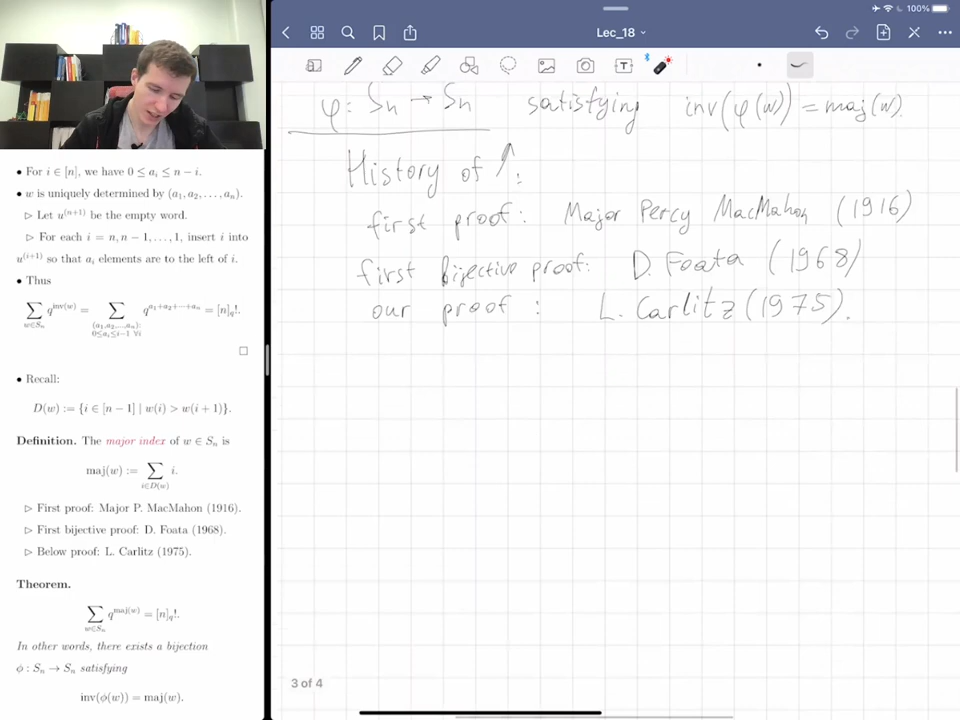 100%
Lec_18
• For i ∈ [n], we have 0 ≤ aᵢ ≤ n − i.
• w is uniquely determined by (a₁, a₂, . . . , aₙ).
▷ Let u⁽ⁿ⁺¹⁾ be the empty word.
▷ For each i = n, n − 1, . . . , 1, insert i into
u⁽ⁱ⁺¹⁾ so that aᵢ elements are to the left of i.
• Thus
∑_{w∈Sₙ} q^{inv(w)} = ∑_{(a₁,a₂,...,aₙ): 0≤aᵢ≤i−1 ∀i} q^{a₁+a₂+···+aₙ} = [n]_q!.
□
• Recall:
D(w) := {i ∈ [n − 1] | w(i) > w(i + 1)}.
Definition. The major index of w ∈ Sₙ is
maj(w) := ∑_{i∈D(w)} i.
▷ First proof: Major P. MacMahon (1916).
▷ First bijective proof: D. Foata (1968).
▷ Below proof: L. Carlitz (1975).
Theorem.
∑_{w∈Sₙ} q^{maj(w)} = [n]_q!.
In other words, there exists a bijection
ϕ : Sₙ → Sₙ satisfying
inv(ϕ(w)) = maj(w).
φ: Sₙ → Sₙ satisfying inv(φ(w)) = maj(w).
History of ↑ :
first proof: Major Percy MacMahon (1916)
first bijective proof: D. Foata (1968)
our proof : L. Carlitz (1975).
3 of 4